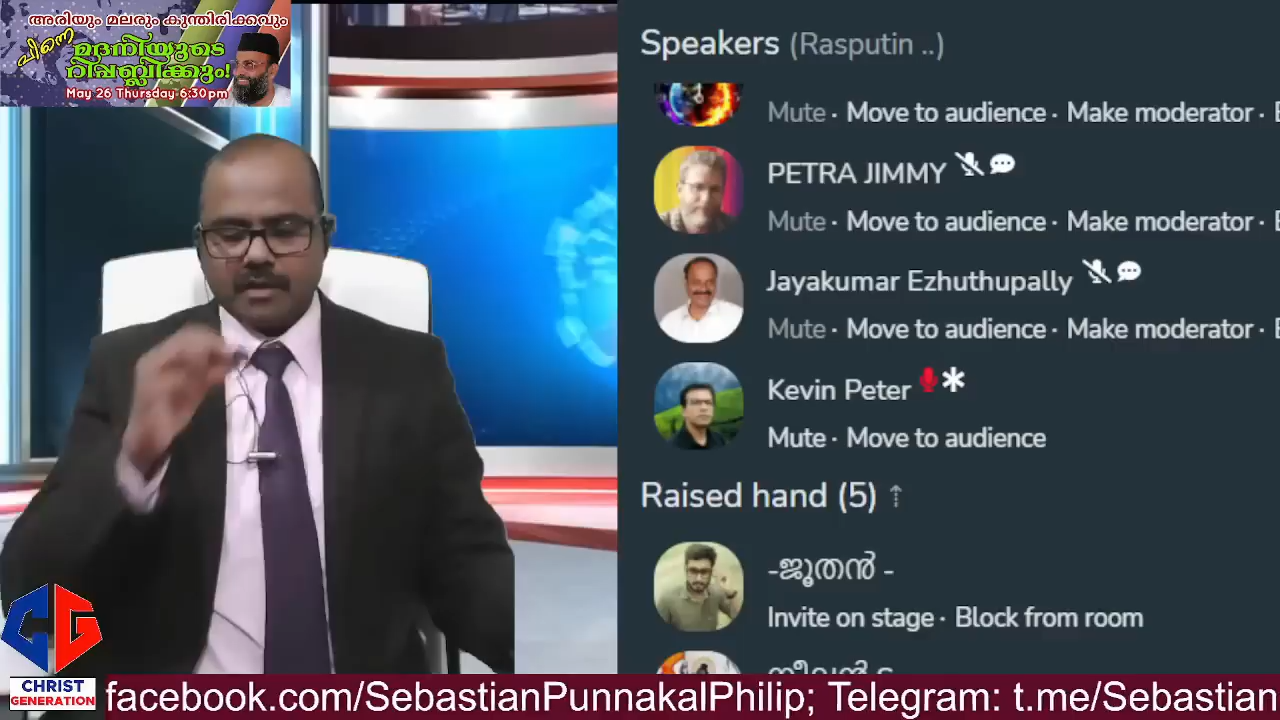 അരിയും മലരും കുന്തിരിക്കവും
പിന്നെ
മദനിയുടെ
റിപ്പബ്ലിക്കും!
May 26 Thursday 6:30pm
Speakers (Rasputin ..)
Mute · Move to audience · Make moderator ·
PETRA JIMMY
Mute · Move to audience · Make moderator ·
Jayakumar Ezhuthupally
Mute · Move to audience · Make moderator ·
Kevin Peter
Mute · Move to audience
Raised hand (5)
-ജൂതൻ -
Invite on stage · Block from room
CG
CHRIST
GENERATION
facebook.com/SebastianPunnakalPhilip; Telegram: t.me/Sebastian